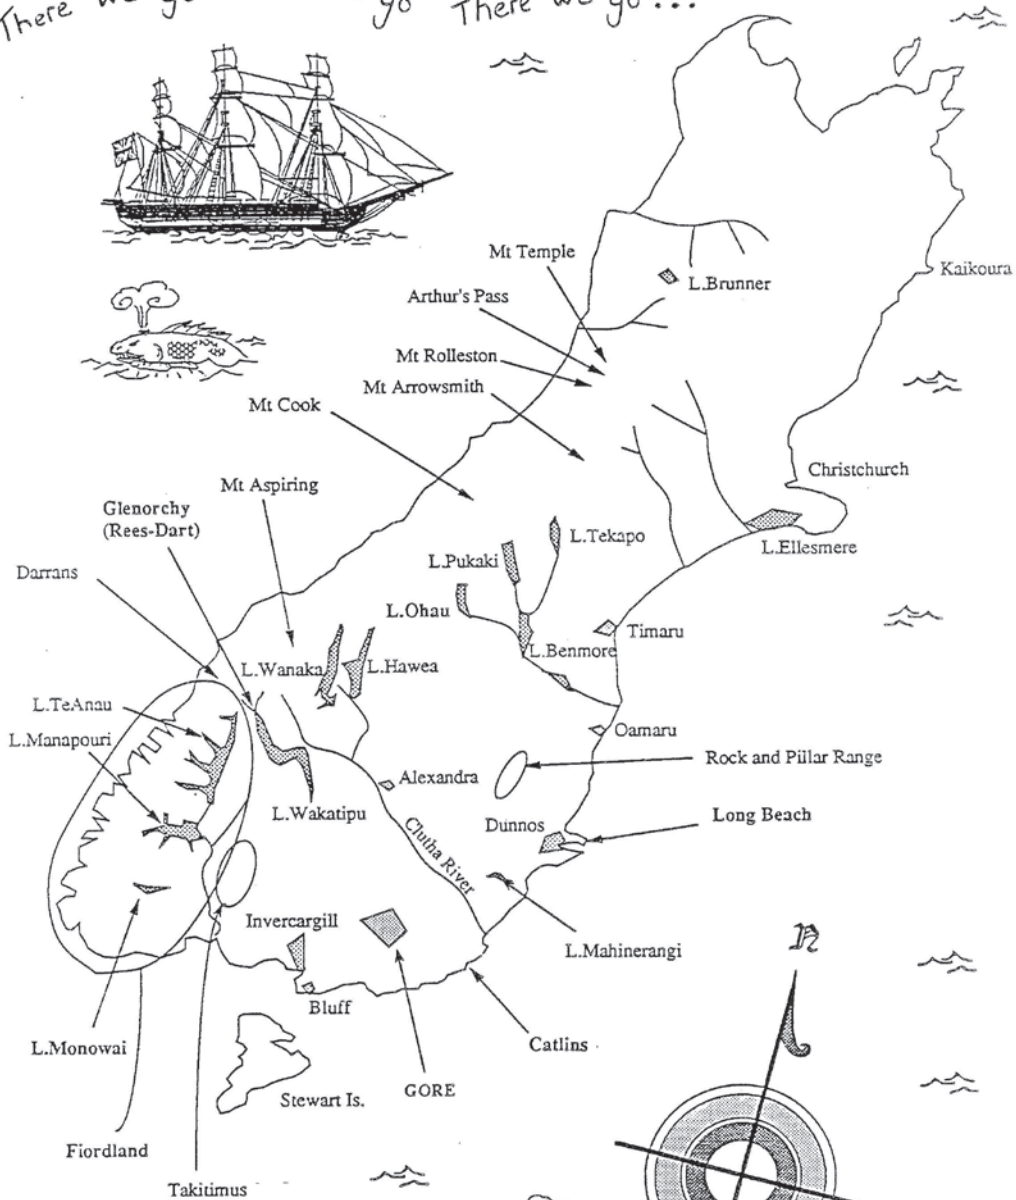 There we go
go There we go...
Mt Temple
Kaikoura
L.Brunner
Arthur's Pass
Mt Rolleston
Mt Arrowsmith
Mt Cook
Christchurch
Mt Aspiring
Glenorchy
(Rees-Dart)
L.Tekapo
L.Ellesmere
L.Pukaki
Darrans
L.Ohau
Timaru
L.Benmore
L.Wanaka
L.Hawea
L.TeAnau
Oamaru
L.Manapouri
Rock and Pillar Range
Alexandra
L.Wakatipu
Long Beach
Dunnos
Clutha River
Invercargill
N
L.Mahinerangi
Bluff
L.Monowai
Catlins
GORE
Stewart Is.
Fiordland
Takitimus